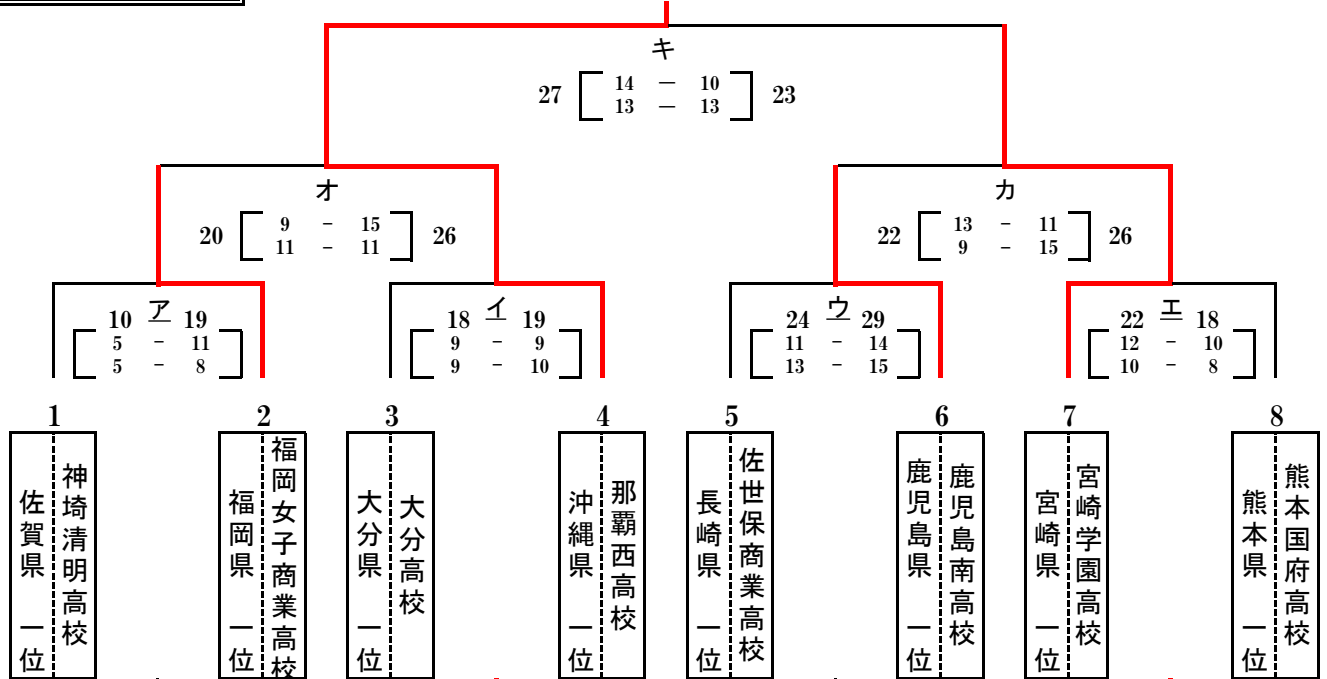 キ
27 14 － 10 23
13 － 13
オ
20 9 － 15 26
11 － 11
カ
22 13 － 11 26
9 － 15
10 ア 19
5 － 11
5 － 8
18 イ 19
9 － 9
9 － 10
24 ウ 29
11 － 14
13 － 15
22 エ 18
12 － 10
10 － 8
1
佐賀県 一位
神埼清明高校
2
福岡県 一位
福岡女子商業高校
3
大分県 一位
大分高校
4
沖縄県 一位
那覇西高校
5
長崎県 一位
佐世保商業高校
6
鹿児島県 一位
鹿児島南高校
7
宮崎県 一位
宮崎学園高校
8
熊本県 一位
熊本国府高校